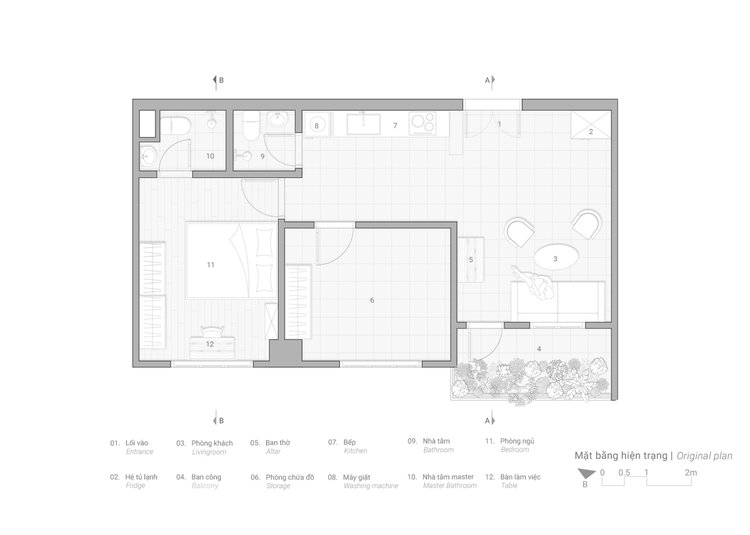 B A
8 7 1 2
10 9
11 5 3
6
12 4
B A
01. Lối vào
Entrance
03. Phòng khách
Livingroom
05. Ban thờ
Altar
07. Bếp
Kitchen
09. Nhà tắm
Bathroom
11. Phòng ngủ
Bedroom
02. Hệ tủ lạnh
Fridge
04. Ban công
Balcony
06. Phòng chứa đồ
Storage
08. Máy giặt
Washing machine
10. Nhà tắm master
Master Bathroom
12. Bàn làm việc
Table
Mặt bằng hiện trạng | Original plan
B 0 0.5 1 2m